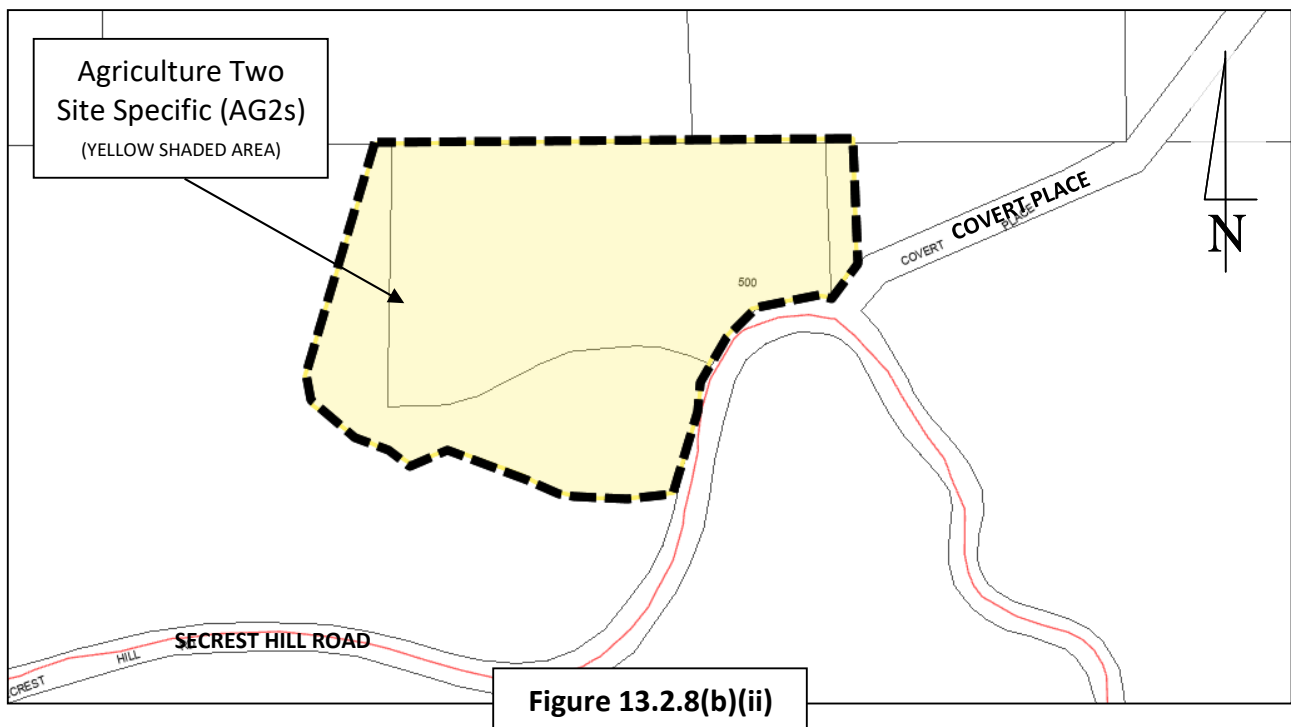 Agriculture Two
Site Specific (AG2s)
(YELLOW SHADED AREA)
COVERT PLACE
COVERT PLACE
N
500
SECREST HILL ROAD
HILL
CREST
Figure 13.2.8(b)(ii)